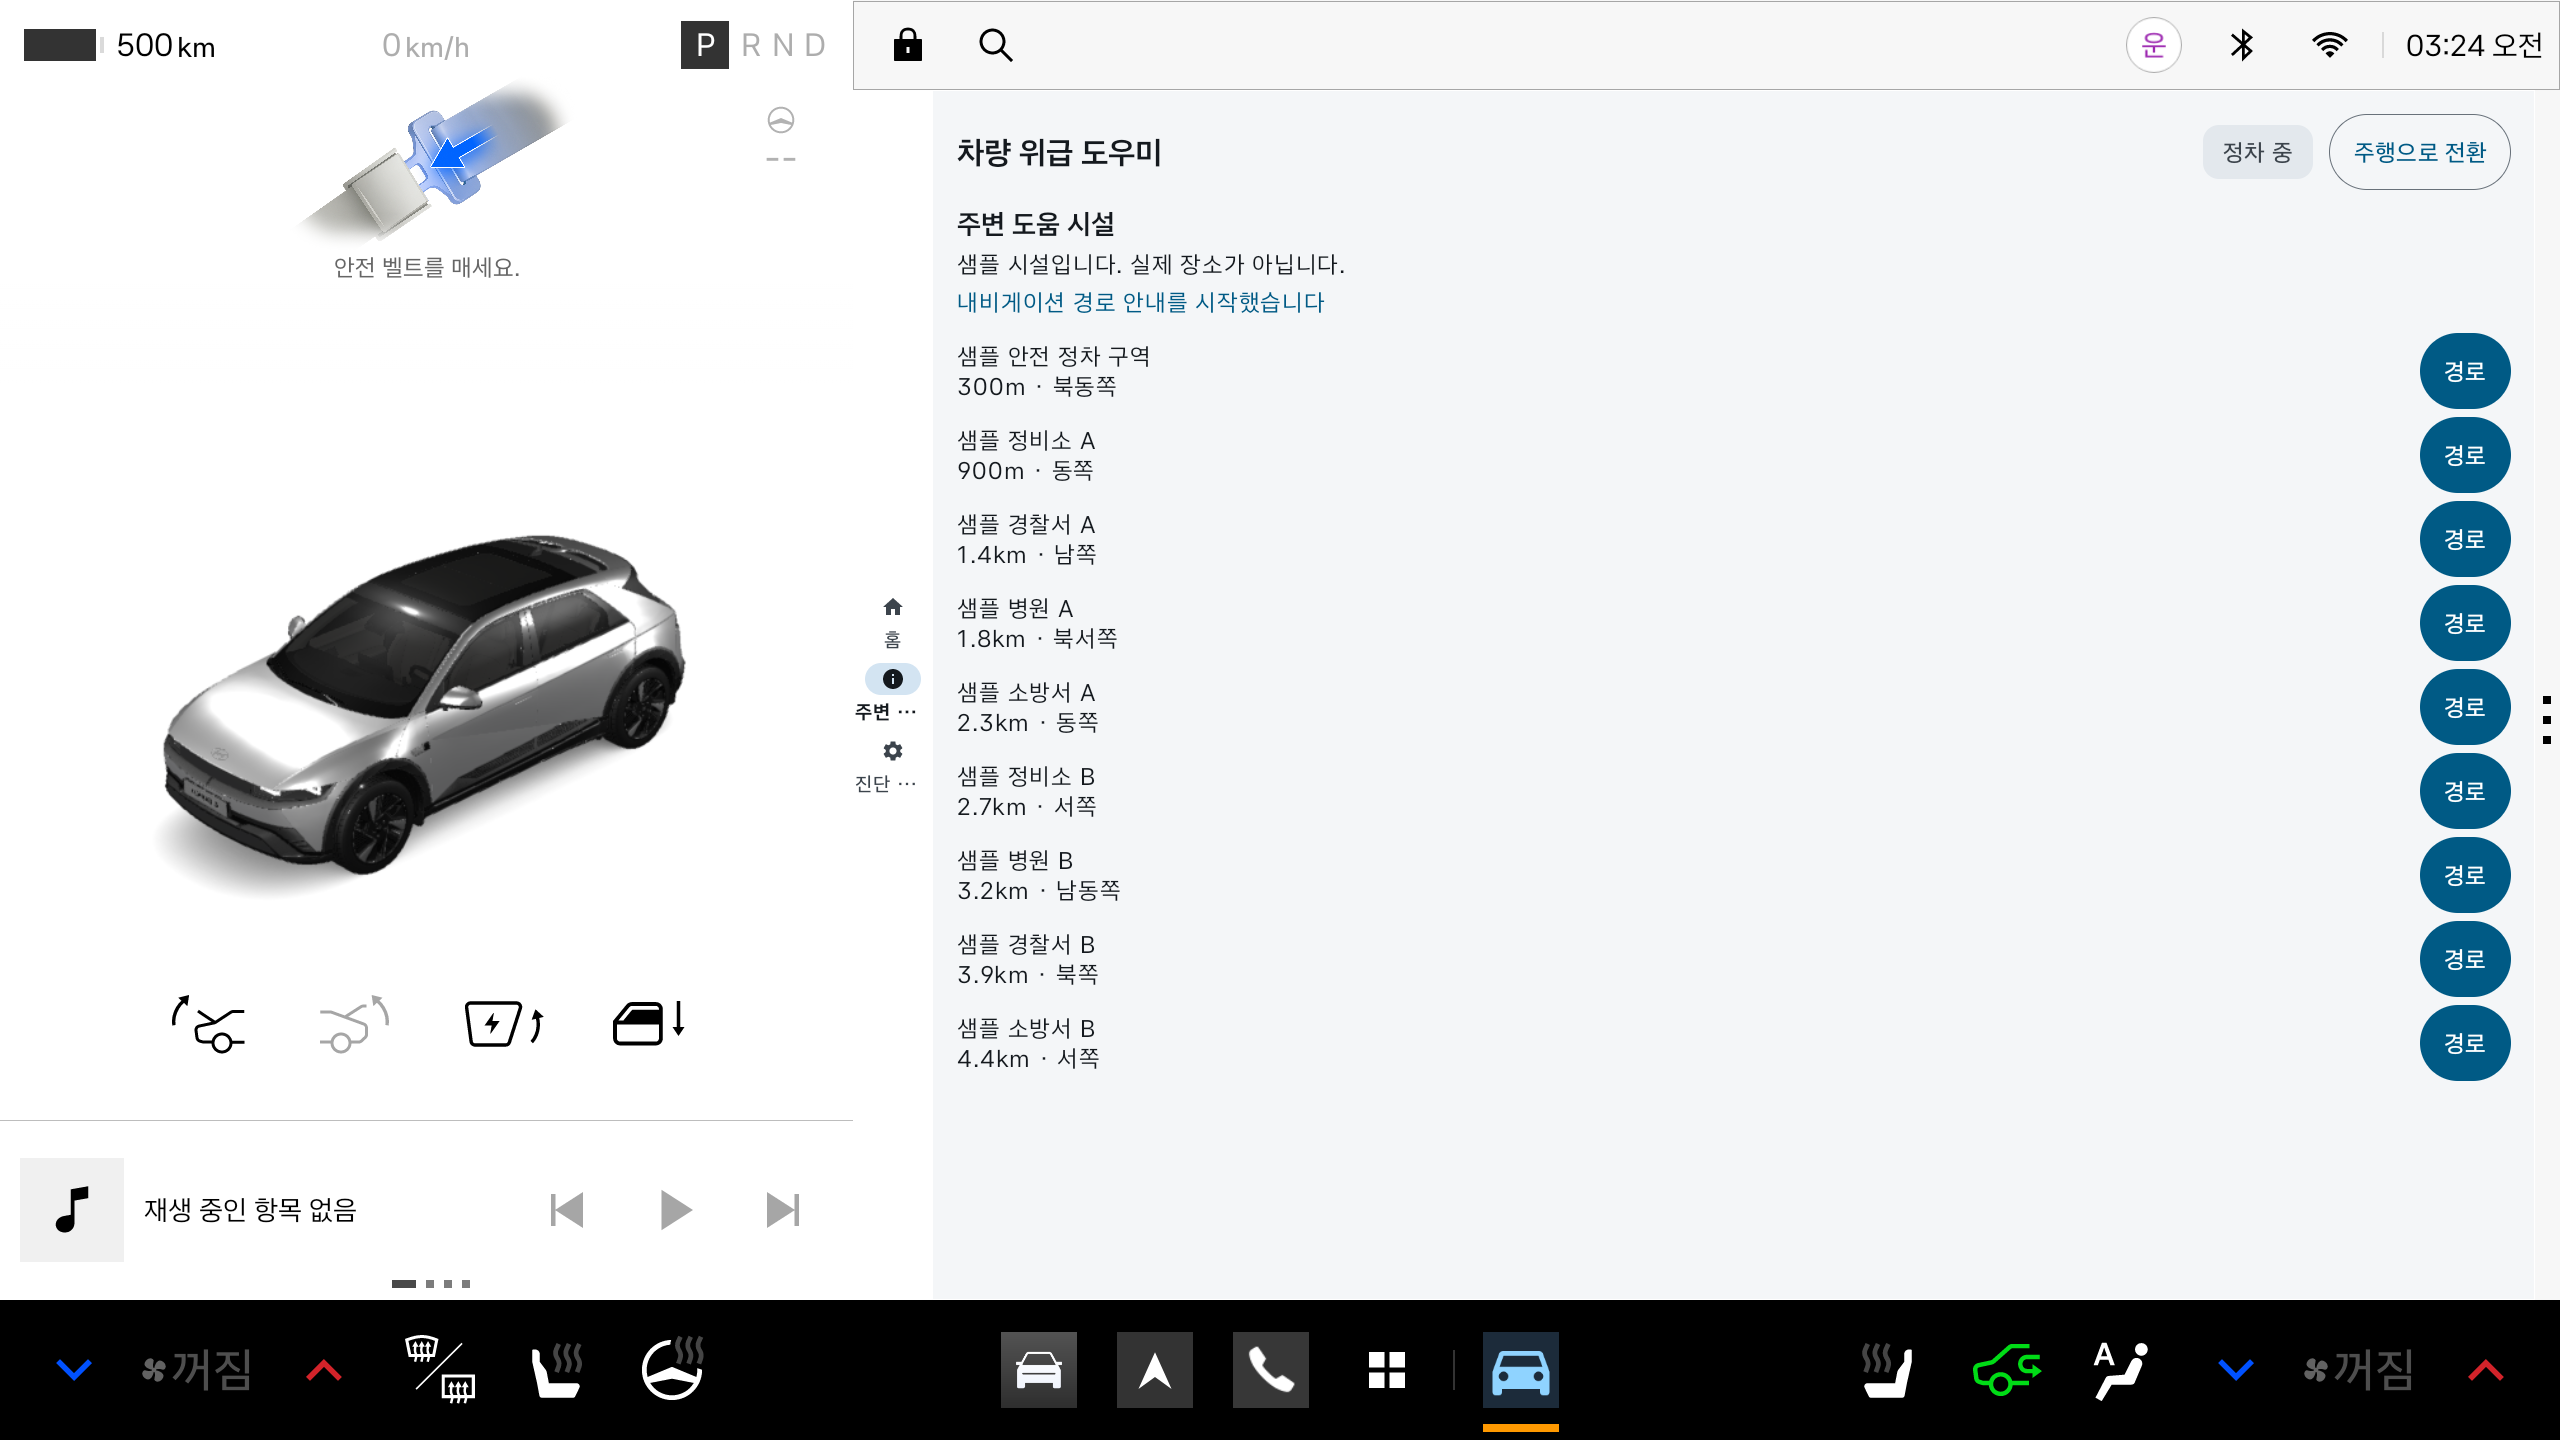 500 km
0 km/h
P R N D
운
03:24 오전
안전 벨트를 매세요.
차량 위급 도우미
정차 중
주행으로 전환
주변 도움 시설
샘플 시설입니다. 실제 장소가 아닙니다.
내비게이션 경로 안내를 시작했습니다
샘플 안전 정차 구역
300m · 북동쪽
경로
샘플 정비소 A
900m · 동쪽
경로
샘플 경찰서 A
1.4km · 남쪽
경로
샘플 병원 A
1.8km · 북서쪽
경로
샘플 소방서 A
2.3km · 동쪽
경로
샘플 정비소 B
2.7km · 서쪽
경로
샘플 병원 B
3.2km · 남동쪽
경로
샘플 경찰서 B
3.9km · 북쪽
경로
샘플 소방서 B
4.4km · 서쪽
경로
홈
주변 …
진단 …
재생 중인 항목 없음
꺼짐
A
꺼짐